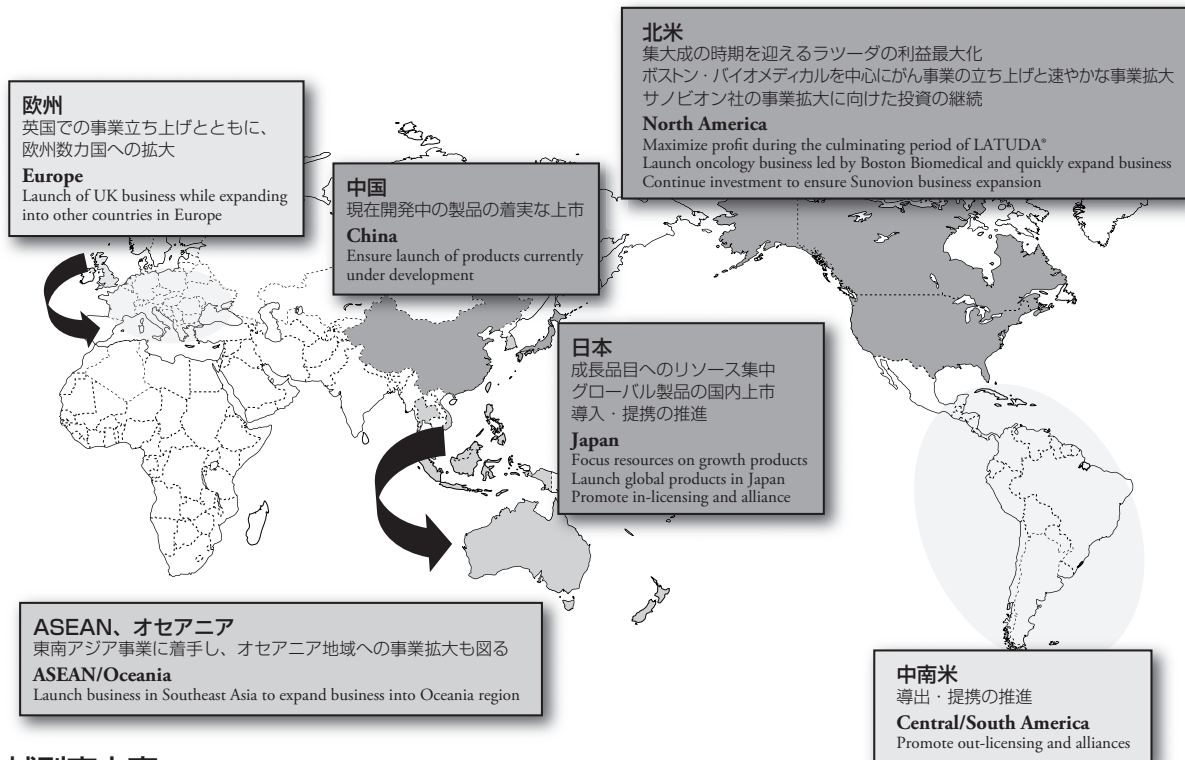 北米
集大成の時期を迎えるラツーダの利益最大化
ボストン・バイオメディカルを中心にがん事業の立ち上げと速やかな事業拡大
サノビオン社の事業拡大に向けた投資の継続
North America
Maximize profit during the culminating period of LATUDA®
Launch oncology business led by Boston Biomedical and quickly expand business
Continue investment to ensure Sunovion business expansion
欧州
英国での事業立ち上げとともに、
欧州数カ国への拡大
Europe
Launch of UK business while expanding
into other countries in Europe
中国
現在開発中の製品の着実な上市
China
Ensure launch of products currently
under development
日本
成長品目へのリソース集中
グローバル製品の国内上市
導入・提携の推進
Japan
Focus resources on growth products
Launch global products in Japan
Promote in-licensing and alliance
ASEAN、オセアニア
東南アジア事業に着手し、オセアニア地域への事業拡大も図る
ASEAN/Oceania
Launch business in Southeast Asia to expand business into Oceania region
中南米
導出・提携の推進
Central/South America
Promote out-licensing and alliances